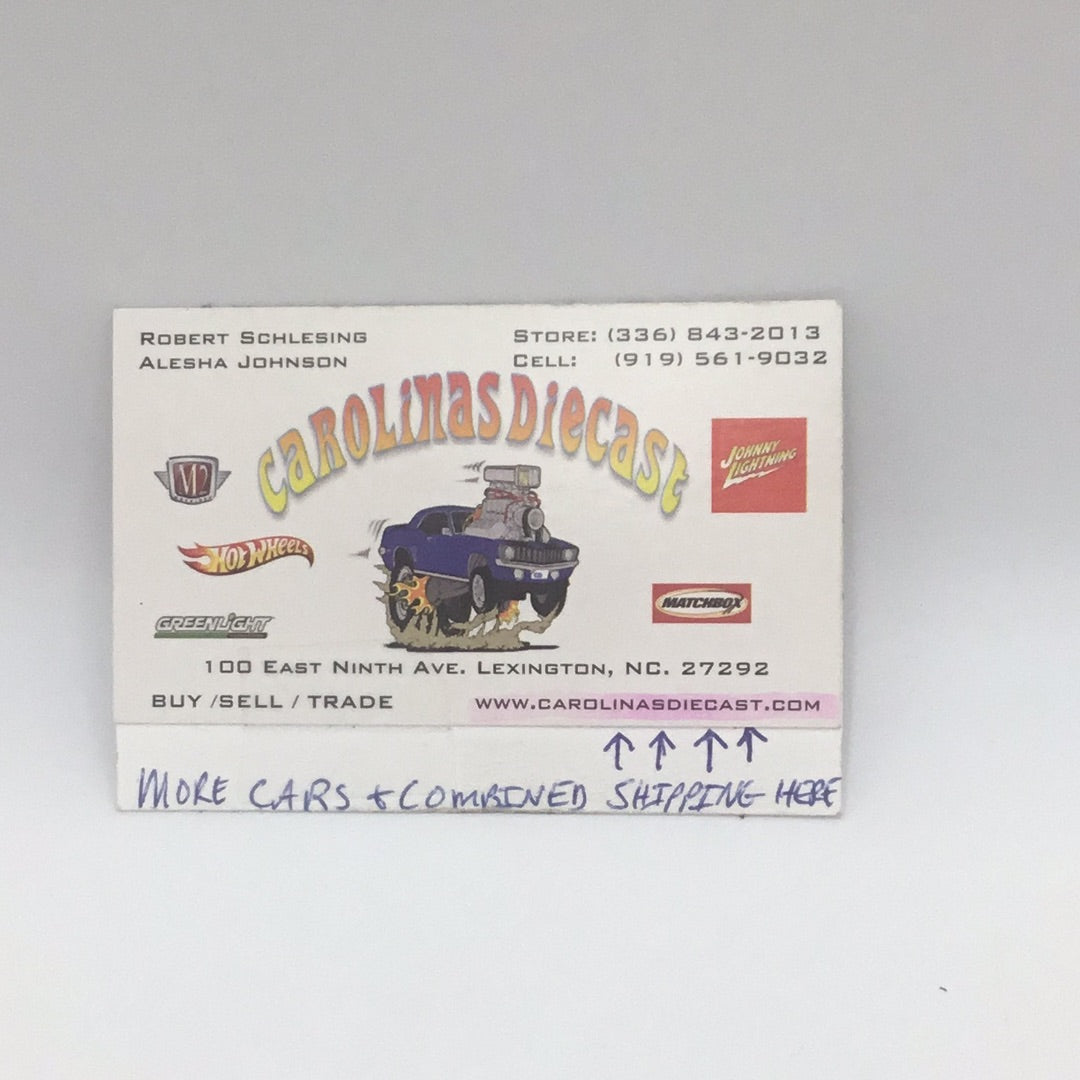 ROBERT SCHLESING
ALESHA JOHNSON
STORE: (336) 843-2013
CELL: (919) 561-9032
CAROLINAS DIECAST
M2
JOHNNY LIGHTNING
HOT WHEELS
MATCHBOX
GREENLIGHT
100 EAST NINTH AVE. LEXINGTON, NC. 27292
BUY /SELL / TRADE
WWW.CAROLINASDIECAST.COM
↑ ↑ ↑ ↑
MORE CARS + COMBINED SHIPPING HERE